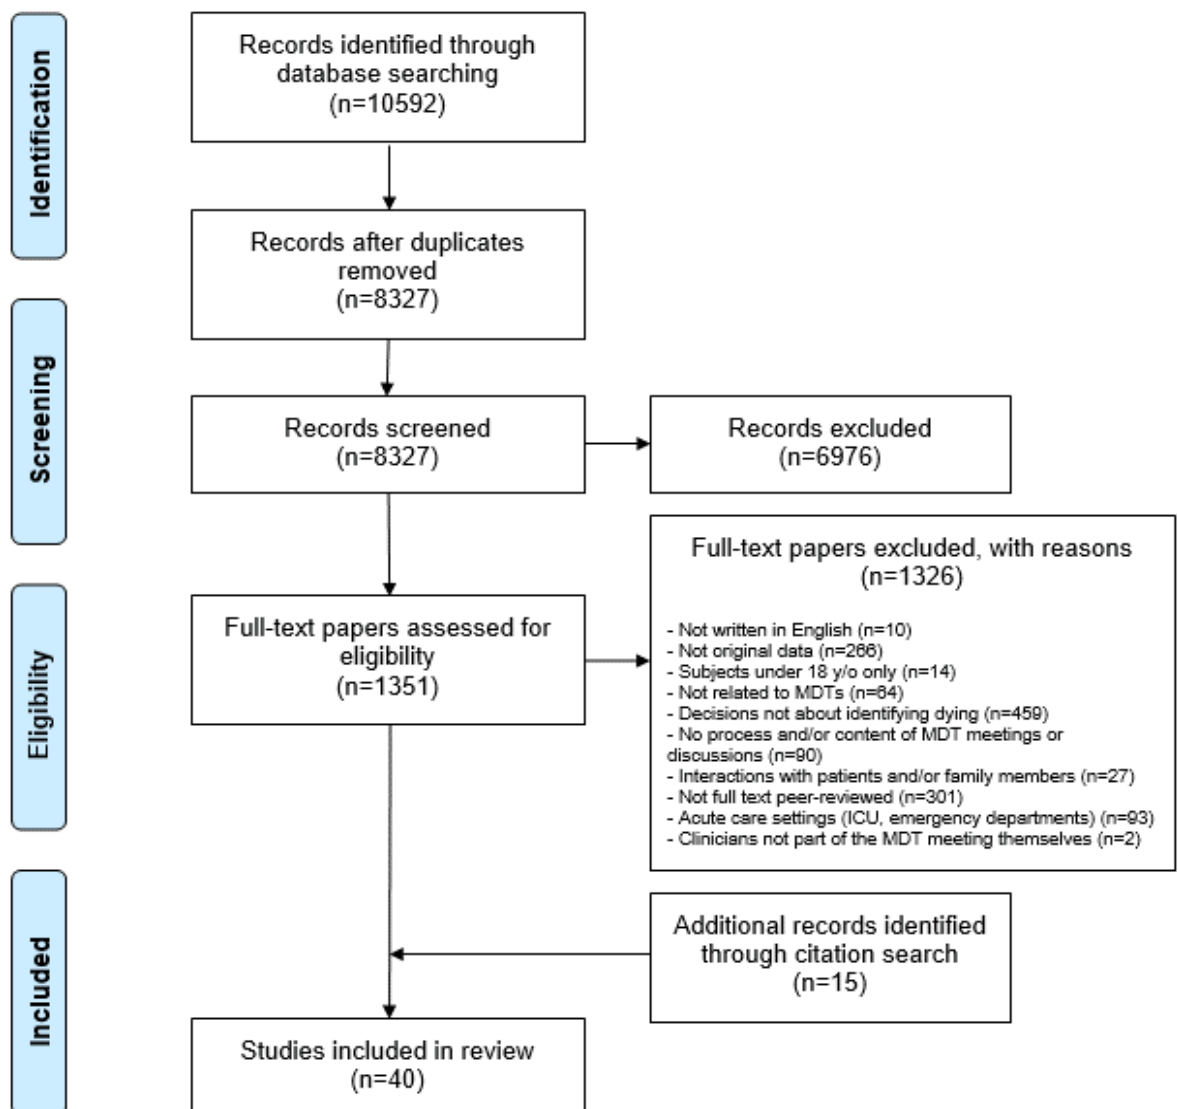 Identification
Records identified through
database searching
(n=10592)
Records after duplicates
removed
(n=8327)
Screening
Records screened
(n=8327)
Records excluded
(n=6976)
Eligibility
Full-text papers assessed for
eligibility
(n=1351)
Full-text papers excluded, with reasons
(n=1326)
- Not written in English (n=10)
- Not original data (n=266)
- Subjects under 18 y/o only (n=14)
- Not related to MDTs (n=64)
- Decisions not about identifying dying (n=459)
- No process and/or content of MDT meetings or
discussions (n=90)
- Interactions with patients and/or family members (n=27)
- Not full text peer-reviewed (n=301)
- Acute care settings (ICU, emergency departments) (n=93)
- Clinicians not part of the MDT meeting themselves (n=2)
Included
Additional records identified
through citation search
(n=15)
Studies included in review
(n=40)